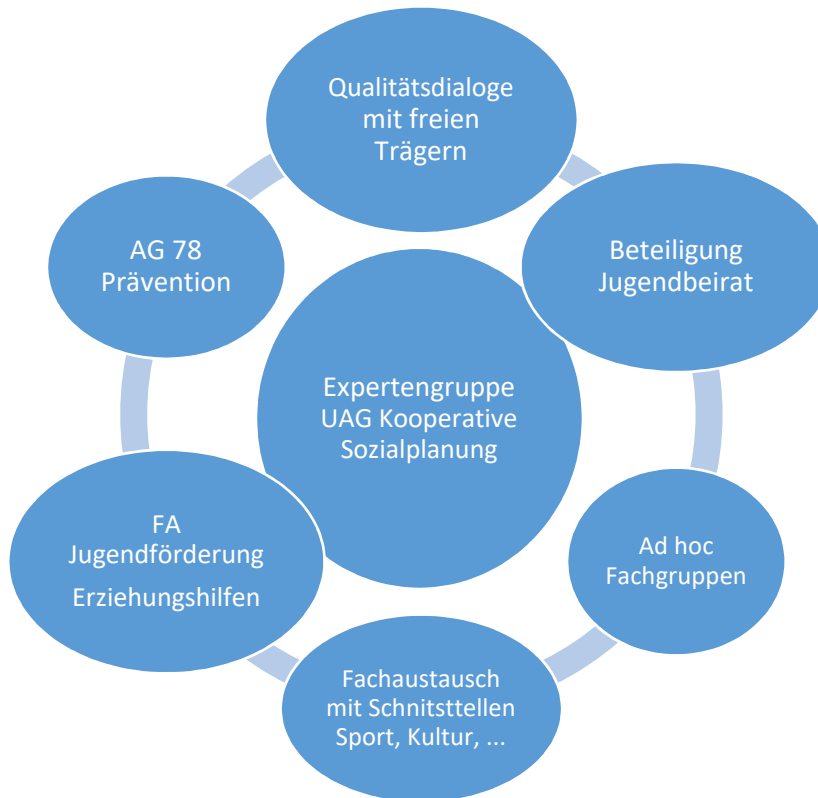 Qualitätsdialoge
mit freien
Trägern
AG 78
Prävention
Beteiligung
Jugendbeirat
Expertengruppe
UAG Kooperative
Sozialplanung
FA
Jugendförderung
Erziehungshilfen
Ad hoc
Fachgruppen
Fachaustausch
mit Schnitsttellen
Sport, Kultur, ...